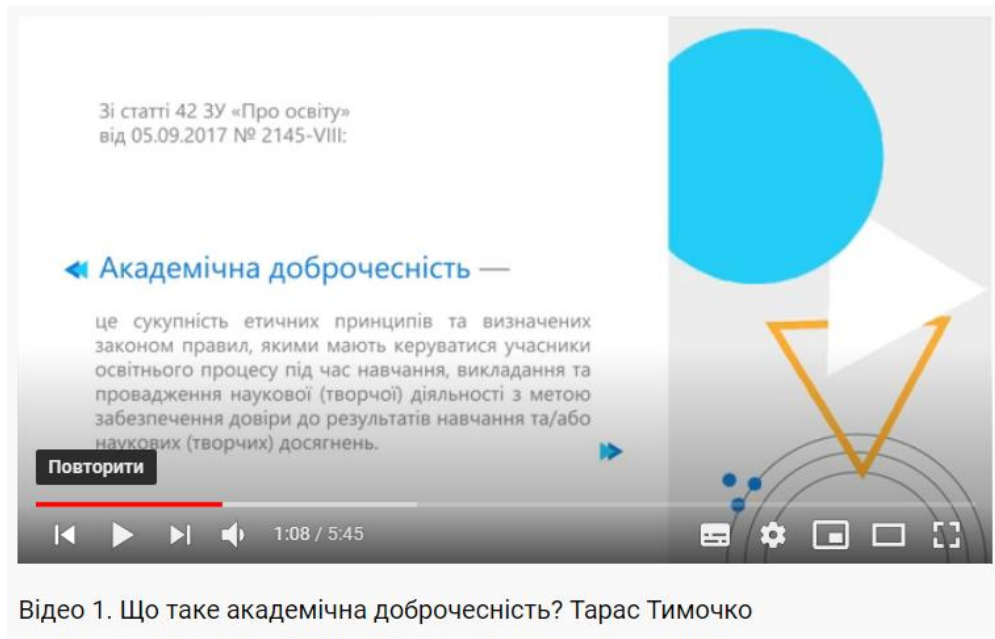 Зі статті 42 ЗУ «Про освіту»
від 05.09.2017 № 2145-VIII:
Академічна доброчесність —
це сукупність етичних принципів та визначених
законом правил, якими мають керуватися учасники
освітнього процесу під час навчання, викладання та
провадження наукової (творчої) діяльності з метою
забезпечення довіри до результатів навчання та/або
наукових (творчих) досягнень.
Повторити
1:08 / 5:45
Відео 1. Що таке академічна доброчесність? Тарас Тимочко